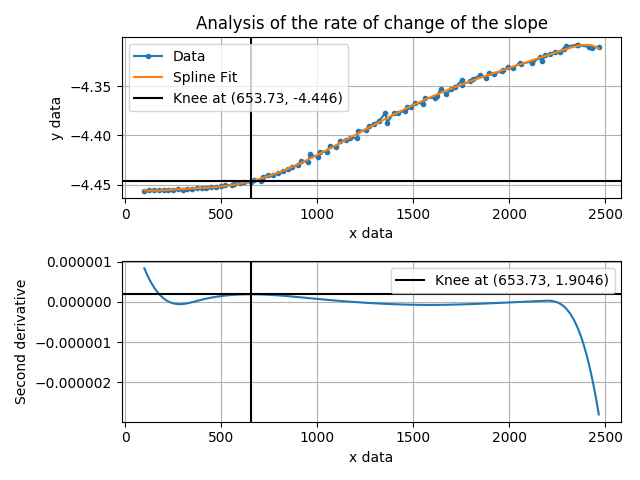 Analysis of the rate of change of the slope
Data
Spline Fit
Knee at (653.73, -4.446)
y data
−4.35
−4.40
−4.45
0 500 1000 1500 2000 2500
x data
Knee at (653.73, 1.9046)
Second derivative
0.000001
0.000000
−0.000001
−0.000002
0 500 1000 1500 2000 2500
x data